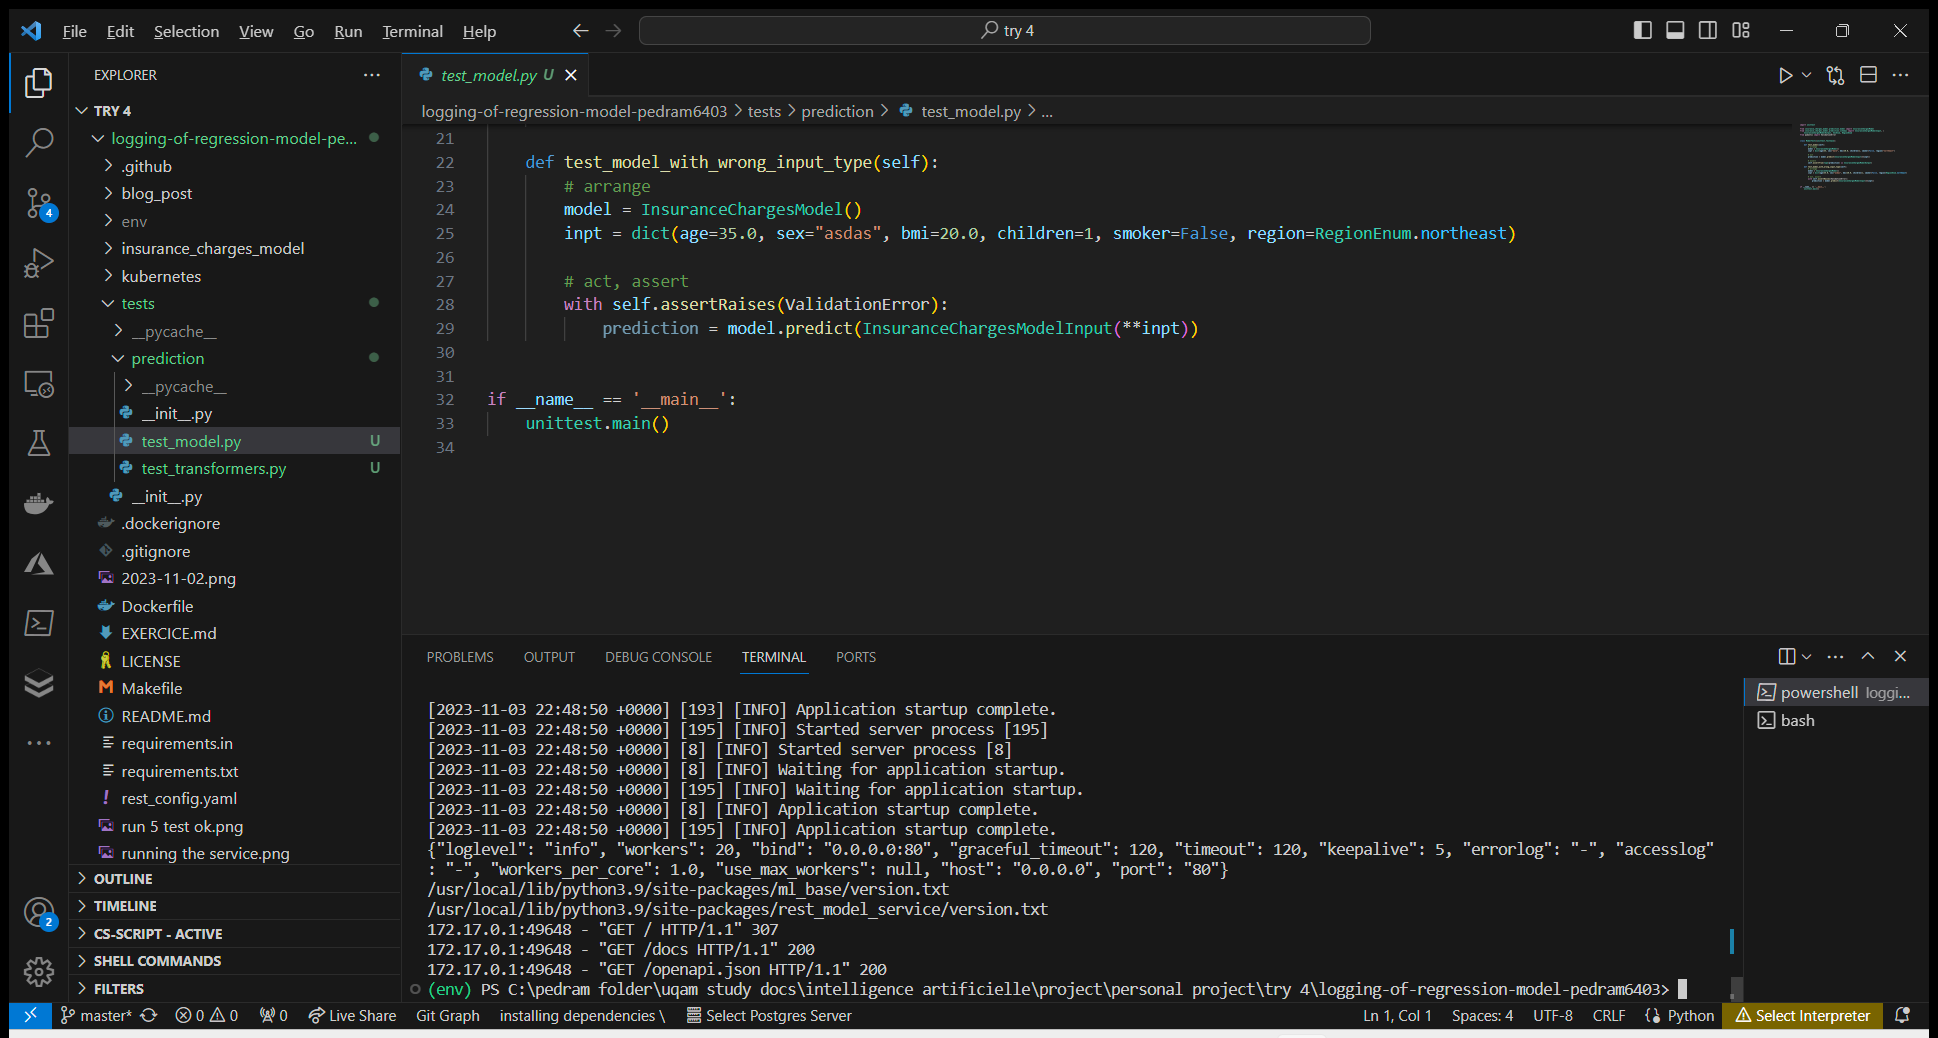 File Edit Selection View Go Run Terminal Help
try 4
EXPLORER
TRY 4
logging-of-regression-model-pe...
.github
blog_post
env
insurance_charges_model
kubernetes
tests
__pycache__
prediction
__pycache__
__init__.py
test_model.py U
test_transformers.py U
__init__.py
.dockerignore
.gitignore
2023-11-02.png
Dockerfile
EXERCICE.md
LICENSE
Makefile
README.md
requirements.in
requirements.txt
rest_config.yaml
run 5 test ok.png
running the service.png
OUTLINE
TIMELINE
CS-SCRIPT - ACTIVE
SHELL COMMANDS
FILTERS
4
2
test_model.py U
logging-of-regression-model-pedram6403 > tests > prediction > test_model.py > ...
21
22 def test_model_with_wrong_input_type(self):
23 # arrange
24 model = InsuranceChargesModel()
25 inpt = dict(age=35.0, sex="asdas", bmi=20.0, children=1, smoker=False, region=RegionEnum.northeast)
26
27 # act, assert
28 with self.assertRaises(ValidationError):
29 prediction = model.predict(InsuranceChargesModelInput(**inpt))
30
31
32 if __name__ == '__main__':
33 unittest.main()
34
PROBLEMS OUTPUT DEBUG CONSOLE TERMINAL PORTS
powershell loggi...
bash
[2023-11-03 22:48:50 +0000] [193] [INFO] Application startup complete.
[2023-11-03 22:48:50 +0000] [195] [INFO] Started server process [195]
[2023-11-03 22:48:50 +0000] [8] [INFO] Started server process [8]
[2023-11-03 22:48:50 +0000] [8] [INFO] Waiting for application startup.
[2023-11-03 22:48:50 +0000] [195] [INFO] Waiting for application startup.
[2023-11-03 22:48:50 +0000] [8] [INFO] Application startup complete.
[2023-11-03 22:48:50 +0000] [195] [INFO] Application startup complete.
{"loglevel": "info", "workers": 20, "bind": "0.0.0.0:80", "graceful_timeout": 120, "timeout": 120, "keepalive": 5, "errorlog": "-", "accesslog"
: "-", "workers_per_core": 1.0, "use_max_workers": null, "host": "0.0.0.0", "port": "80"}
/usr/local/lib/python3.9/site-packages/ml_base/version.txt
/usr/local/lib/python3.9/site-packages/rest_model_service/version.txt
172.17.0.1:49648 - "GET / HTTP/1.1" 307
172.17.0.1:49648 - "GET /docs HTTP/1.1" 200
172.17.0.1:49648 - "GET /openapi.json HTTP/1.1" 200
(env) PS C:\pedram folder\uqam study docs\intelligence artificielle\project\personal project\try 4\logging-of-regression-model-pedram6403>
master* 0 0 0 Live Share Git Graph installing dependencies \ Select Postgres Server Ln 1, Col 1 Spaces: 4 UTF-8 CRLF Python Select Interpreter